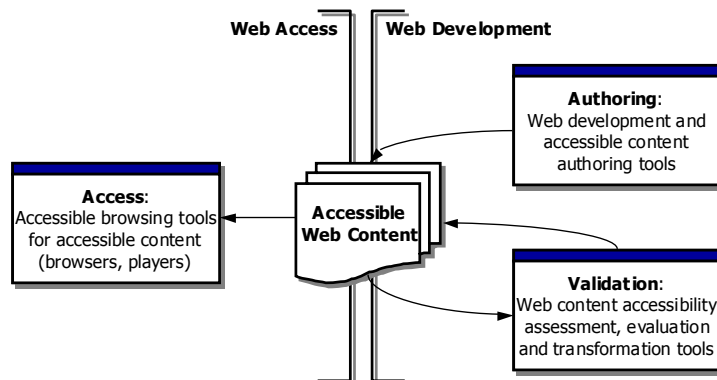 Web Access
Web Development
Authoring:
Web development and
accessible content
authoring tools
Access:
Accessible browsing tools
for accessible content
(browsers, players)
Accessible
Web Content
Validation:
Web content accessibility
assessment, evaluation
and transformation tools